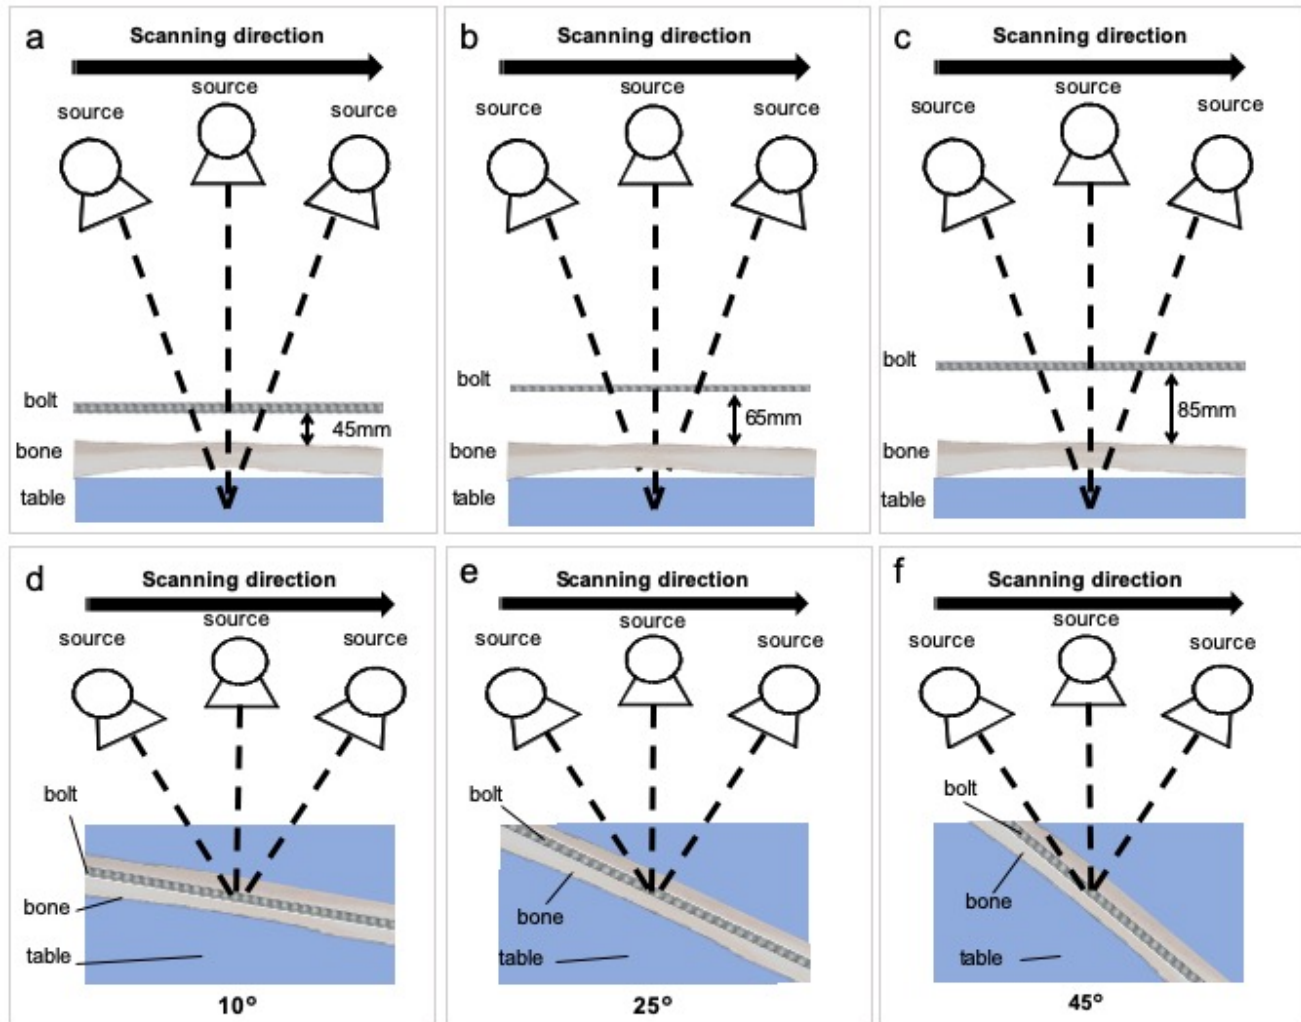 a
Scanning direction
source
source
source
bolt
45mm
bone
table
b
Scanning direction
source
source
source
bolt
65mm
bone
table
c
Scanning direction
source
source
source
bolt
85mm
bone
table
d
Scanning direction
source
source
source
bolt
bone
table
10°
e
Scanning direction
source
source
source
bolt
bone
table
25°
f
Scanning direction
source
source
source
bolt
bone
table
45°